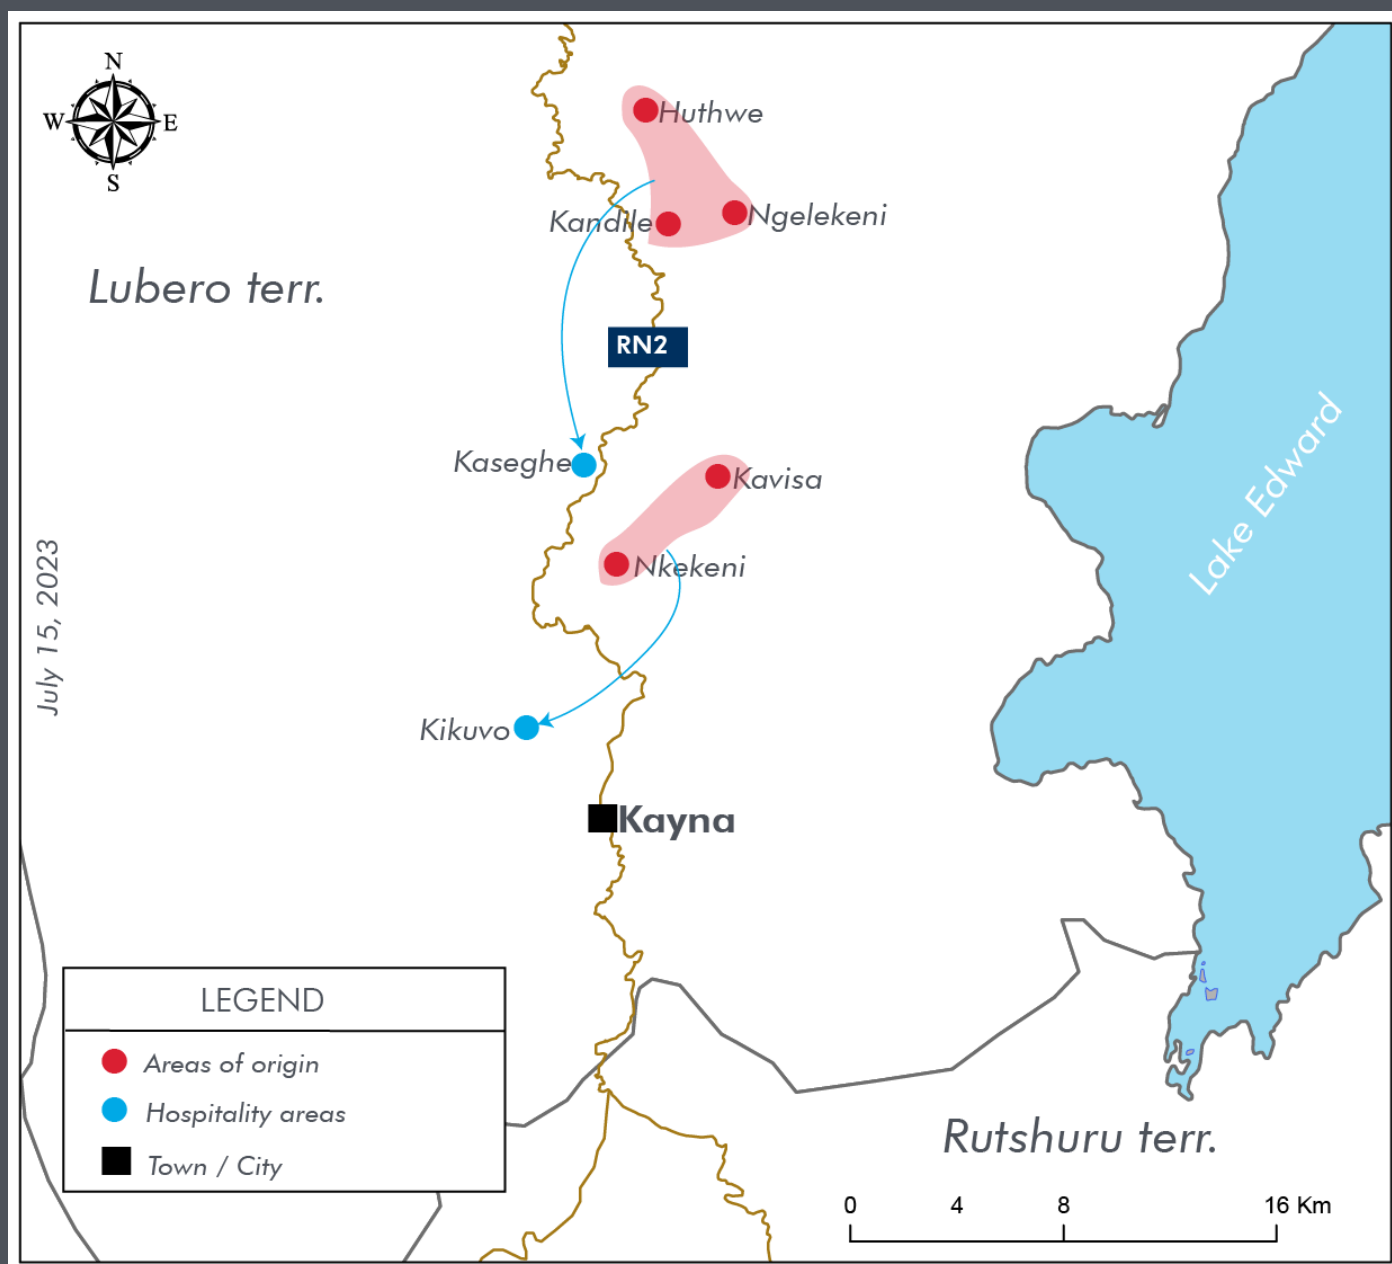 N
W E
S
Huthwe
Kandile
Ngelekeni
Lubero terr.
RN2
Kaseghe
Kavisa
Nkekeni
Lake Edward
July 15, 2023
Kikuvo
Kayna
LEGEND
Areas of origin
Hospitality areas
Town / City
Rutshuru terr.
0 4 8 16 Km